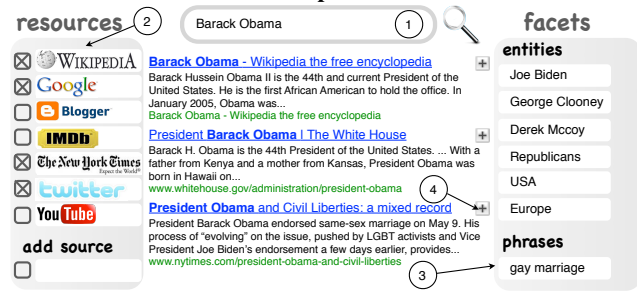 resources
2
Barack Obama
1
facets
WIKIPEDIA
Google
Blogger
IMDb
The New York Times
Expect the World®
twitter
You Tube
add source
Barack Obama - Wikipedia the free encyclopedia
Barack Hussein Obama II is the 44th and current President of the
United States. He is the first African American to hold the office. In
January 2005, Obama was...
Barack Obama - Wikipedia the free encyclopedia
President Barack Obama | The White House
Barack H. Obama is the 44th President of the United States. ... With a
father from Kenya and a mother from Kansas, President Obama was
born in Hawaii on...
www.whitehouse.gov/administration/president-obama
4
President Obama and Civil Liberties: a mixed record
President Barack Obama endorsed same-sex marriage on May 9. His
process of "evolving" on the issue, pushed by LGBT activists and Vice
President Joe Biden's endorsement a few days earlier, provides...
www.nytimes.com/president-obama-and-civil-liberties
3
entities
Joe Biden
George Clooney
Derek Mccoy
Republicans
USA
Europe
phrases
gay marriage